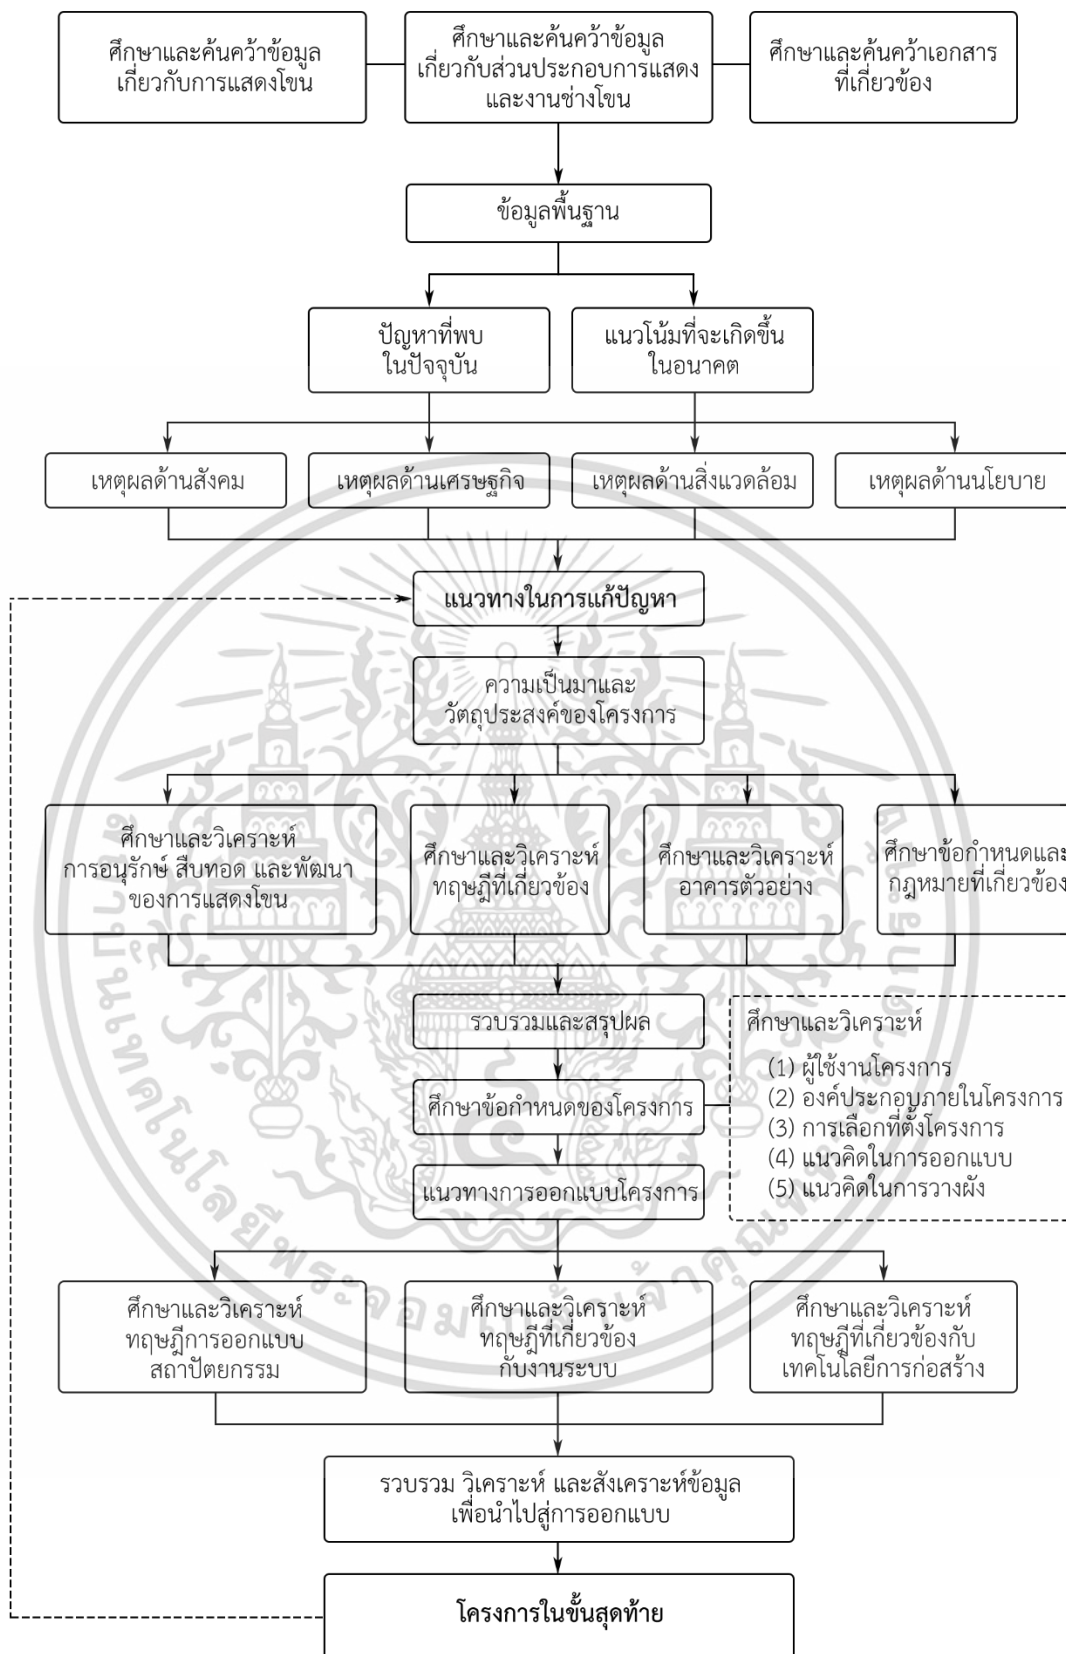 ศึกษาและค้นคว้าข้อมูล
เกี่ยวกับการแสดงโขน
ศึกษาและค้นคว้าข้อมูล
เกี่ยวกับส่วนประกอบการแสดง
และงานช่างโขน
ศึกษาและค้นคว้าเอกสาร
ที่เกี่ยวข้อง
ข้อมูลพื้นฐาน
ปัญหาที่พบ
ในปัจจุบัน
แนวโน้มที่จะเกิดขึ้น
ในอนาคต
เหตุผลด้านสังคม
เหตุผลด้านเศรษฐกิจ
เหตุผลด้านสิ่งแวดล้อม
เหตุผลด้านนโยบาย
แนวทางในการแก้ปัญหา
ความเป็นมาและ
วัตถุประสงค์ของโครงการ
ศึกษาและวิเคราะห์
การอนุรักษ์ สืบทอด และพัฒนา
ของการแสดงโขน
ศึกษาและวิเคราะห์
ทฤษฎีที่เกี่ยวข้อง
ศึกษาและวิเคราะห์
อาคารตัวอย่าง
ศึกษาข้อกำหนดและ
กฎหมายที่เกี่ยวข้อง
รวบรวมและสรุปผล
ศึกษาข้อกำหนดของโครงการ
ศึกษาและวิเคราะห์
(1) ผู้ใช้งานโครงการ
(2) องค์ประกอบภายในโครงการ
(3) การเลือกที่ตั้งโครงการ
(4) แนวคิดในการออกแบบ
(5) แนวคิดในการวางผัง
แนวทางการออกแบบโครงการ
ศึกษาและวิเคราะห์
ทฤษฎีการออกแบบ
สถาปัตยกรรม
ศึกษาและวิเคราะห์
ทฤษฎีที่เกี่ยวข้อง
กับงานระบบ
ศึกษาและวิเคราะห์
ทฤษฎีที่เกี่ยวข้องกับ
เทคโนโลยีการก่อสร้าง
รวบรวม วิเคราะห์ และสังเคราะห์ข้อมูล
เพื่อนำไปสู่การออกแบบ
โครงการในขั้นสุดท้าย